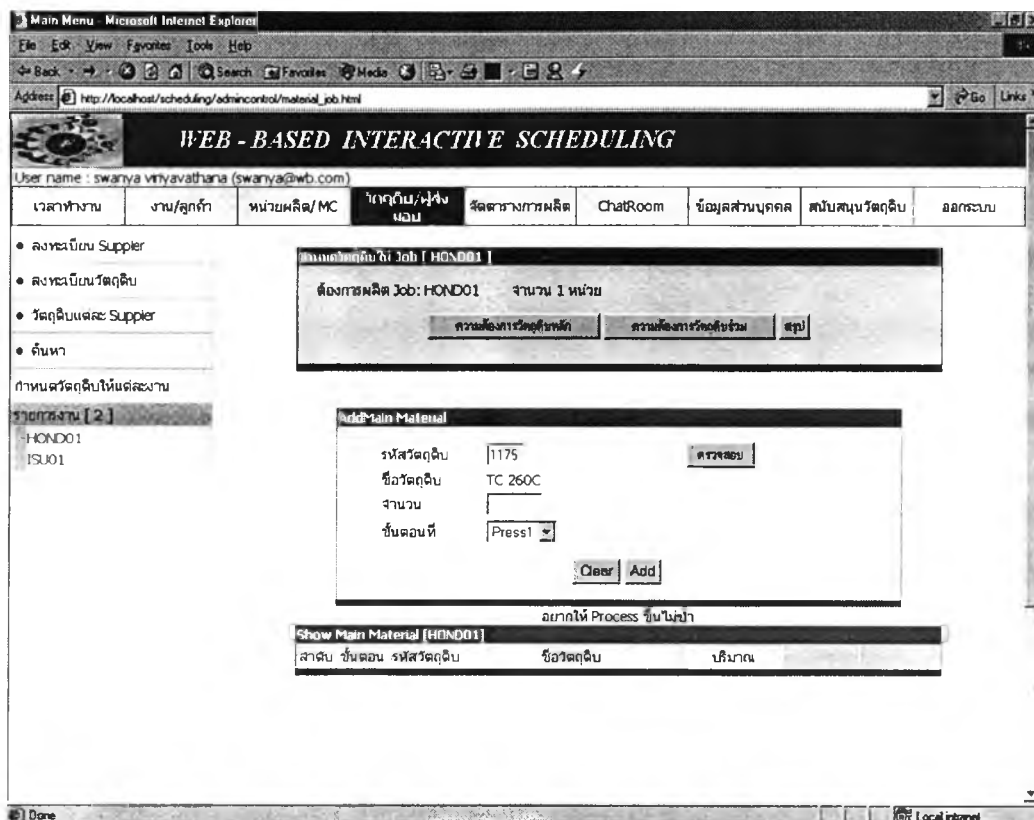 Main Menu - Microsoft Internet Explorer
File Edit View Favorites Tools Help
Back Search Favorites Media
Address http://localhost/scheduling/admincontrol/material_job.html Go Links
WEB - BASED INTERACTIVE SCHEDULING
User name : swanya viriyavathana (swanya@wb.com)
เวลาทำงาน งาน/ลูกค้า หน่วยผลิต/ MC วัตถุดิบ/ผู้ส่งมอบ จัดตารางการผลิต ChatRoom ข้อมูลส่วนบุคคล สนับสนุนวัตถุดิบ ออกระบบ
ลงทะเบียน Suppier
ลงทะเบียนวัตถุดิบ
วัตถุดิบแต่ละ Suppier
ค้นหา
กำหนดวัตถุดิบให้แต่ละงาน
รายการงาน [ 2 ]
HOND01
ISU01
กำหนดวัตถุดิบให้ Job [ HOND01 ]
ต้องการผลิต Job: HOND01 จำนวน 1 หน่วย
ความต้องการวัตถุดิบหลัก ความต้องการวัตถุดิบร่วม สรุป
AddMain Material
รหัสวัตถุดิบ 1175 ตรวจสอบ
ชื่อวัตถุดิบ TC 260C
จำนวน
ขั้นตอนที่ Press1
Clear Add
อยากให้ Process ขึ้นไม่ซ้ำ
Show Main Material [HOND01]
ลำดับ ขั้นตอน รหัสวัตถุดิบ ชื่อวัตถุดิบ ปริมาณ
Done Local intranet